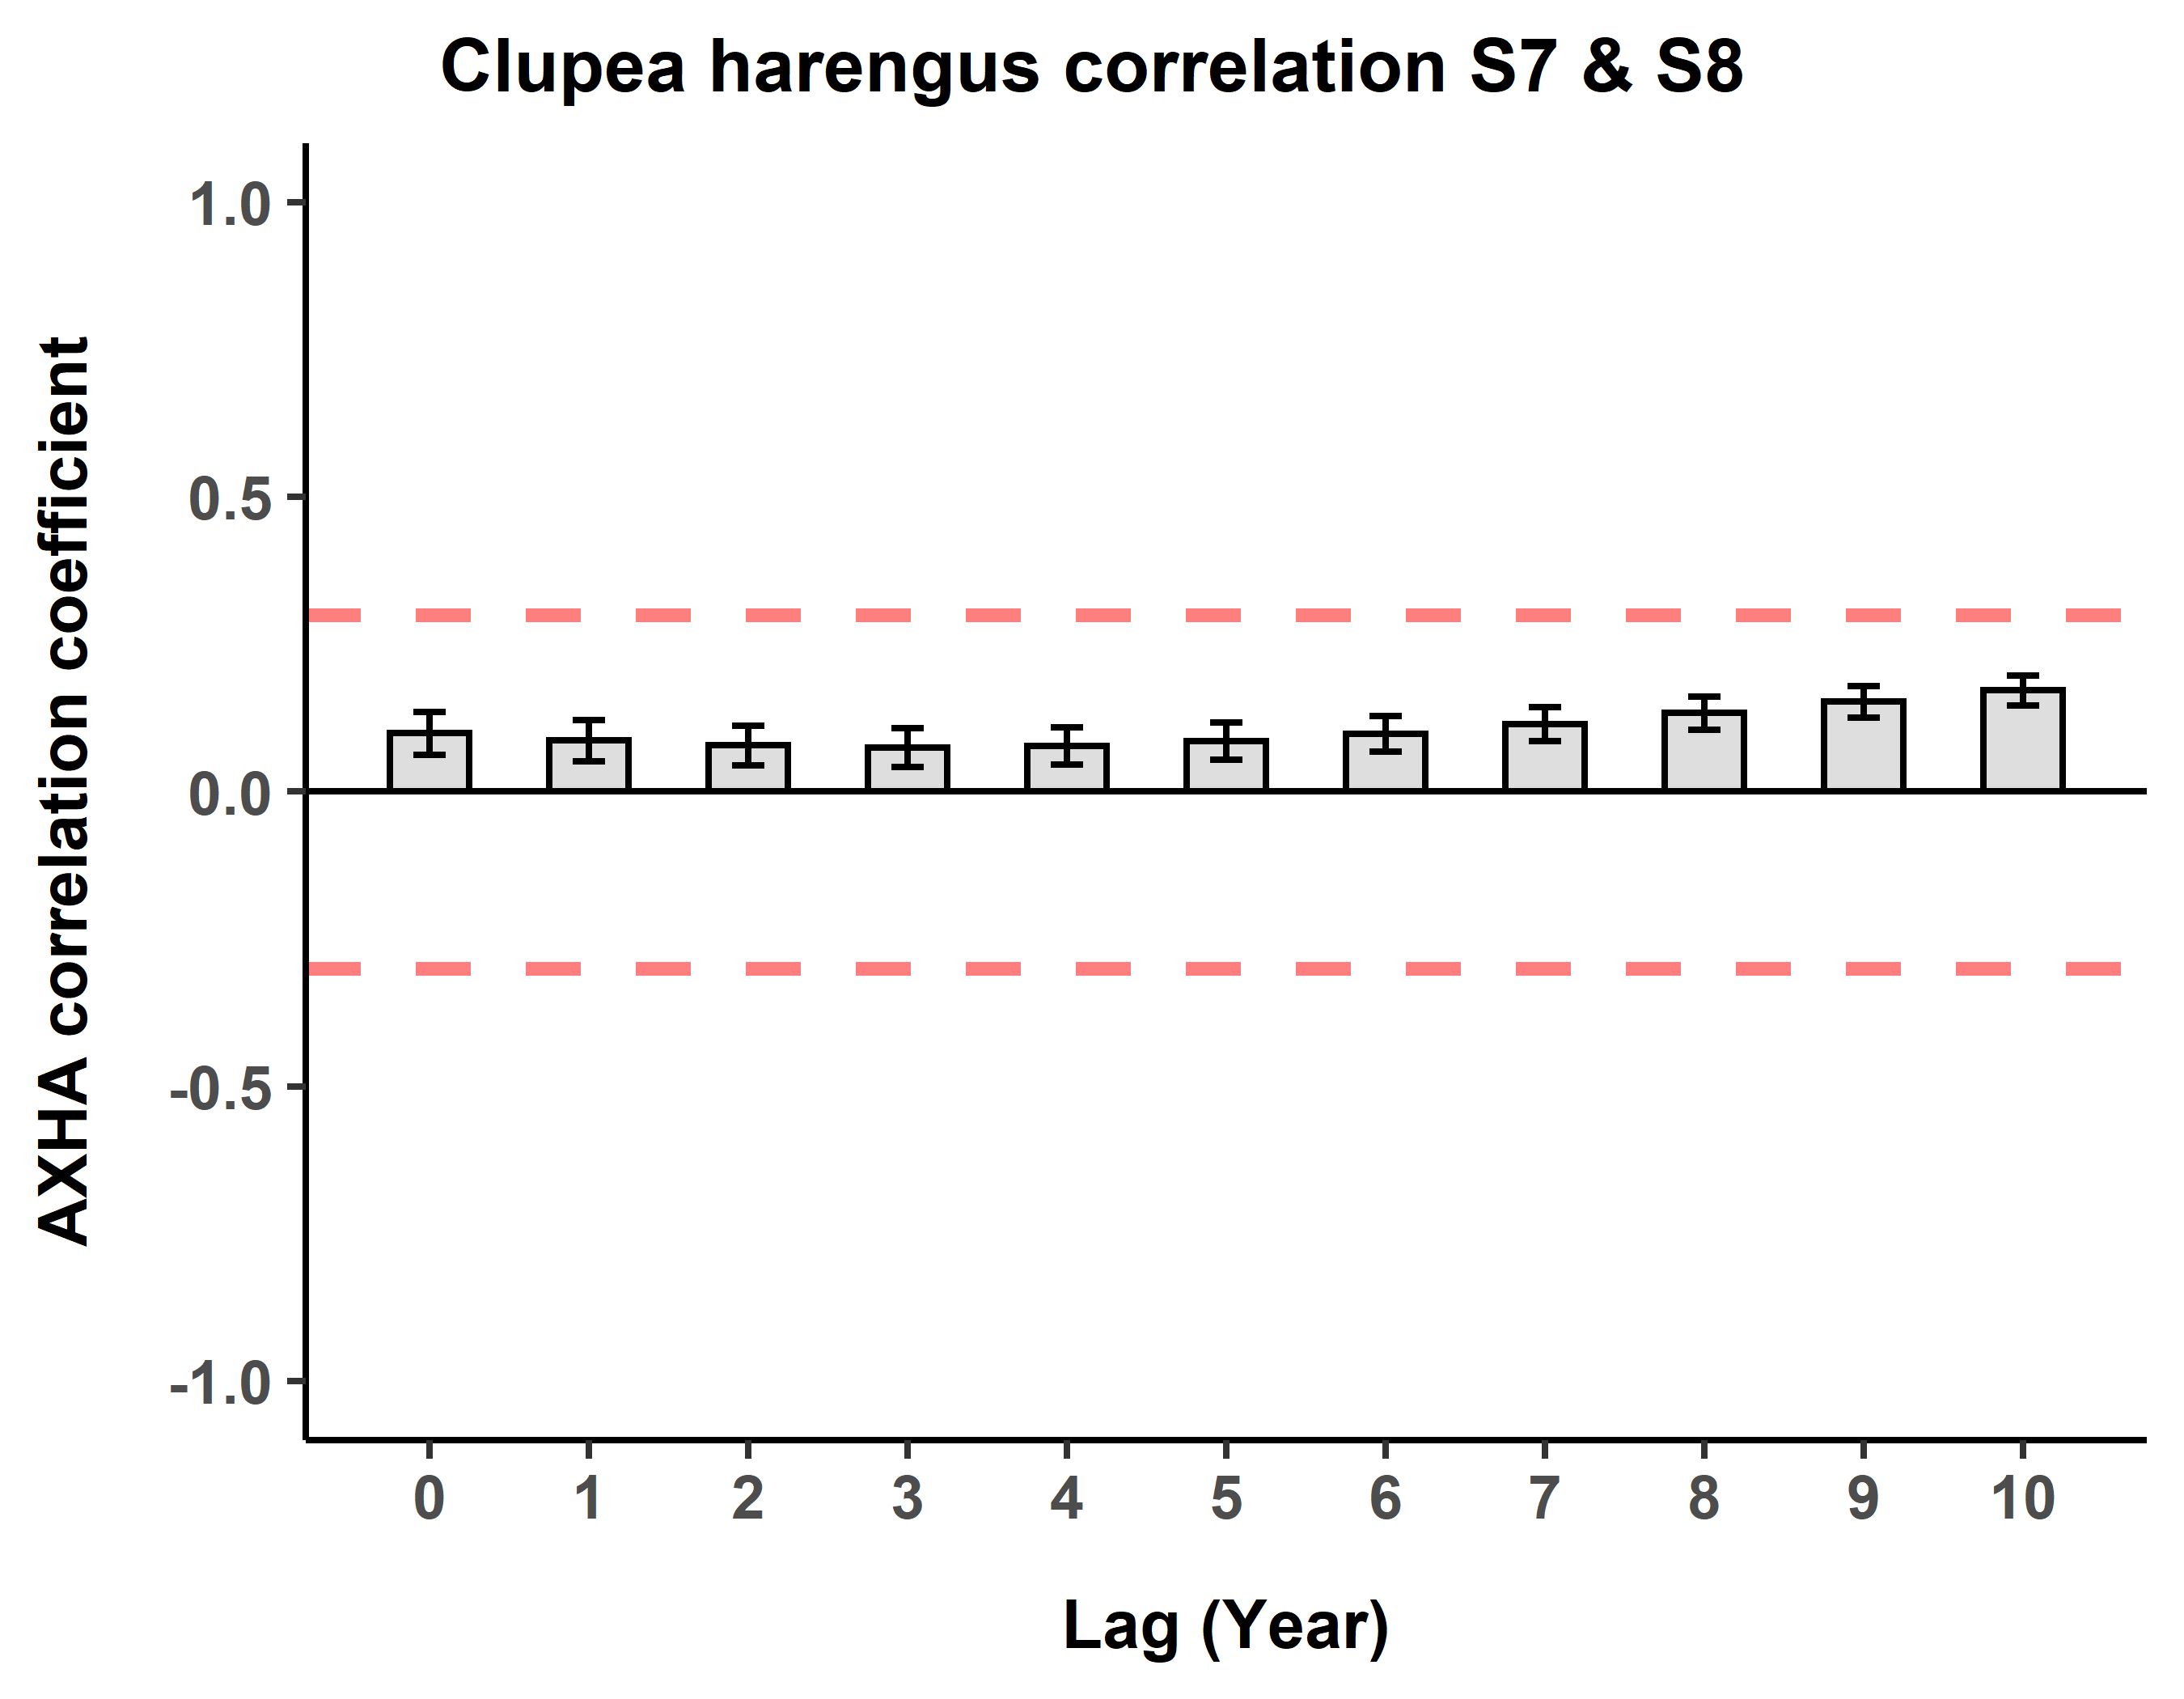 Clupea harengus correlation S7 & S8
AXHA correlation coefficient
1.0
0.5
0.0
-0.5
-1.0
0 1 2 3 4 5 6 7 8 9 10
Lag (Year)